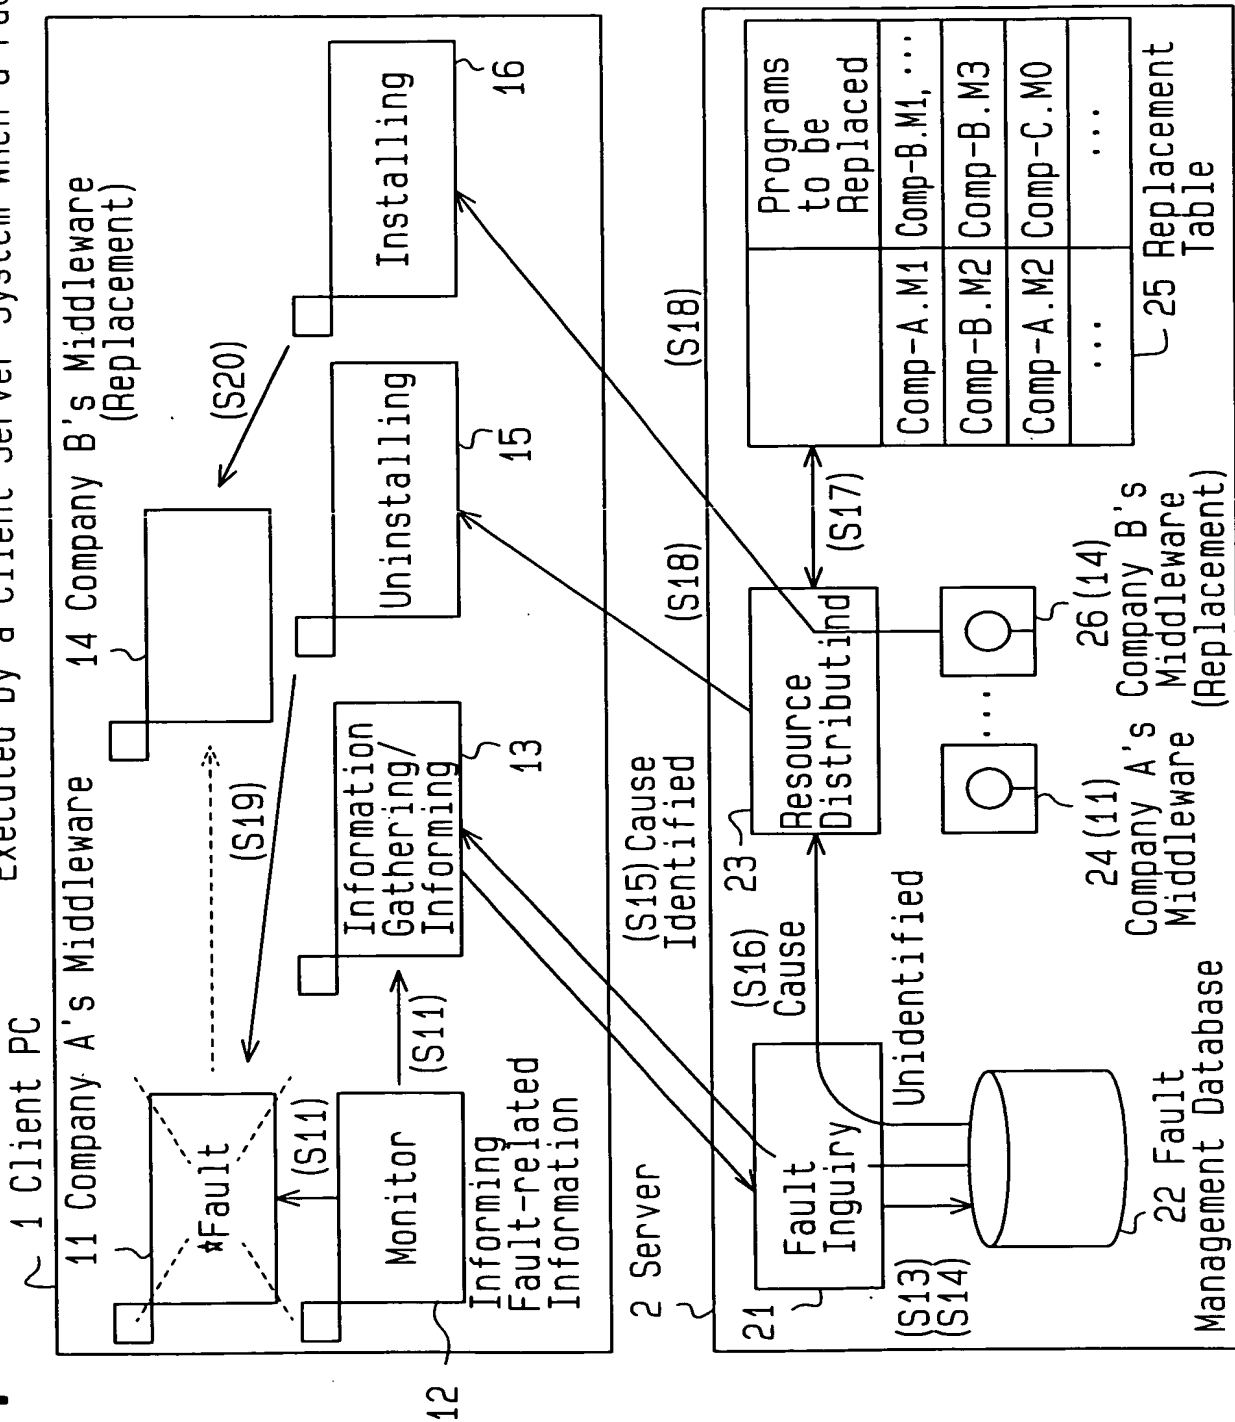 Executed by a Client Server System when a
1 Client PC
11 Company A's Middleware
14 Company B's Middleware
(Replacement)
☆Fault
(S20)
(S19)
(S11)
(S11)
Monitor
Information
Gathering/
Informing
Uninstalling
Installing
12
13
15
16
Informing
Fault-related
Information
(S15) Cause
Identified
(S18)
(S18)
2 Server
21
Fault
Inguiry
(S13)
(S14)
(S16)
Cause
Unidentified
23
Resource
Distributind
(S17)
22 Fault
Management Database
24(11)
Company A's
Middleware
....
26(14)
Company B's
Middleware
(Replacement)
Programs
to be
Replaced
Comp-A.M1 Comp-B.M1, ...
Comp-B.M2 Comp-B.M3
Comp-A.M2 Comp-C.M0
... ...
25 Replacement
Table